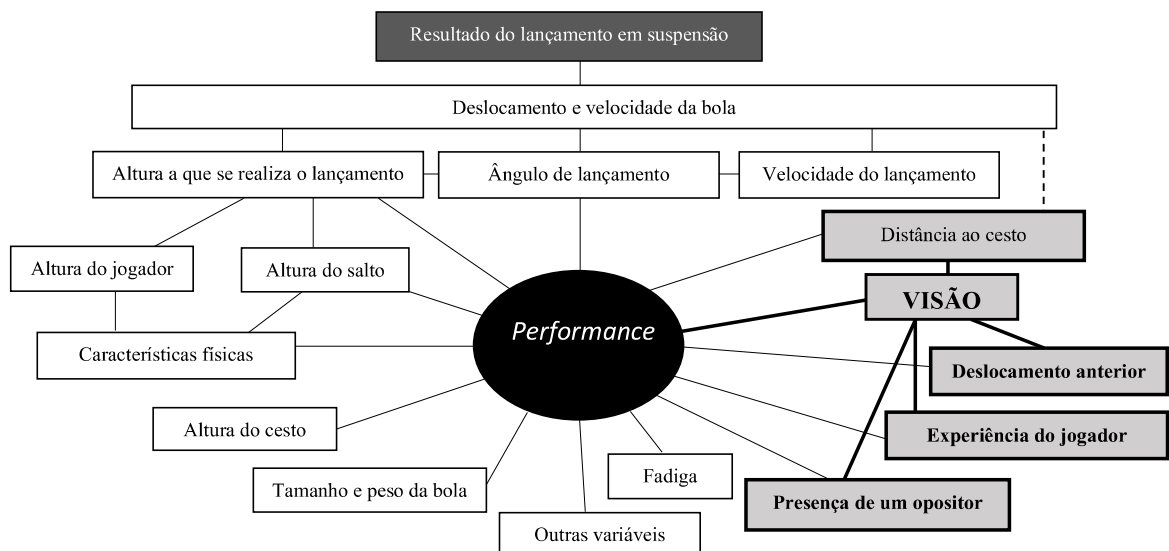 Resultado do lançamento em suspensão
Deslocamento e velocidade da bola
Altura a que se realiza o lançamento
Ângulo de lançamento
Velocidade do lançamento
Distância ao cesto
Altura do jogador
Altura do salto
VISÃO
Performance
Características físicas
Deslocamento anterior
Altura do cesto
Experiência do jogador
Fadiga
Tamanho e peso da bola
Presença de um opositor
Outras variáveis